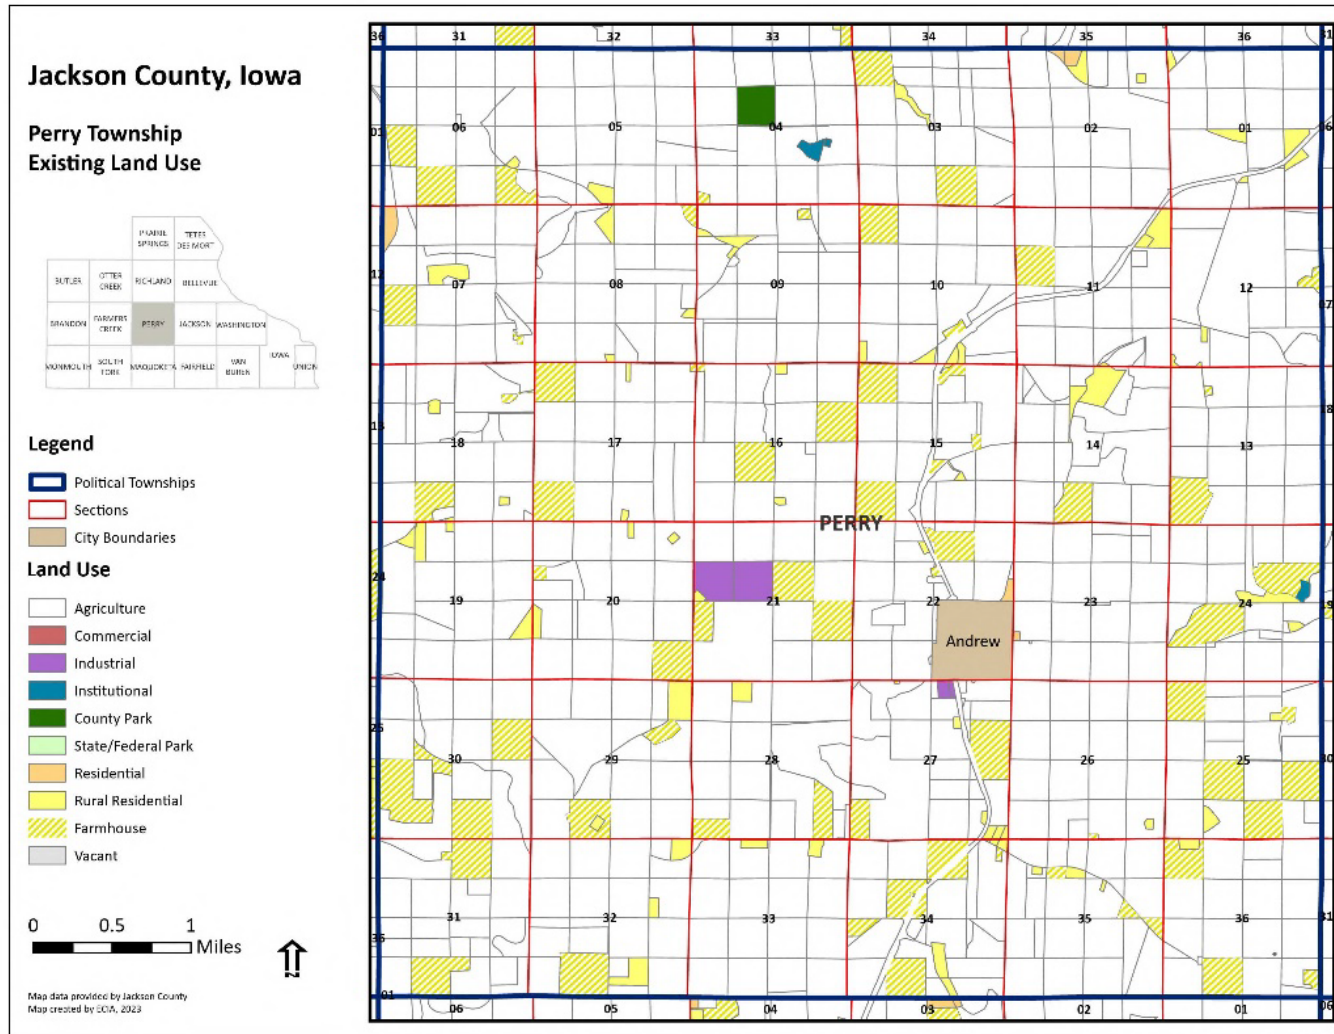 Jackson County, Iowa
Perry Township
Existing Land Use
PRAIRIE
SPRINGS
TETES
DES MORT
BUTLER
OTTER
CREEK
RICHLAND
BELLEVUE
BRANDON
FARMERS
CREEK
PERRY
JACKSON
WASHINGTON
MONMOUTH
SOUTH
FORK
MAQUOKETA
FAIRFIELD
VAN
BUREN
IOWA
UNION
Legend
Political Townships
Sections
City Boundaries
Land Use
Agriculture
Commercial
Industrial
Institutional
County Park
State/Federal Park
Residential
Rural Residential
Farmhouse
Vacant
0 0.5 1
Miles
N
Map data provided by Jackson County
Map created by ECIA, 2023
36 31 32 33 34 35 36 31
01 06 05 04 03 02 01 06
12 07 08 09 10 11 12 07
13 18 17 16 15 14 13 18
PERRY
24 19 20 21 22 23 24 19
Andrew
25 30 29 28 27 26 25 30
36 31 32 33 34 35 36 31
01 06 05 04 03 02 01 06